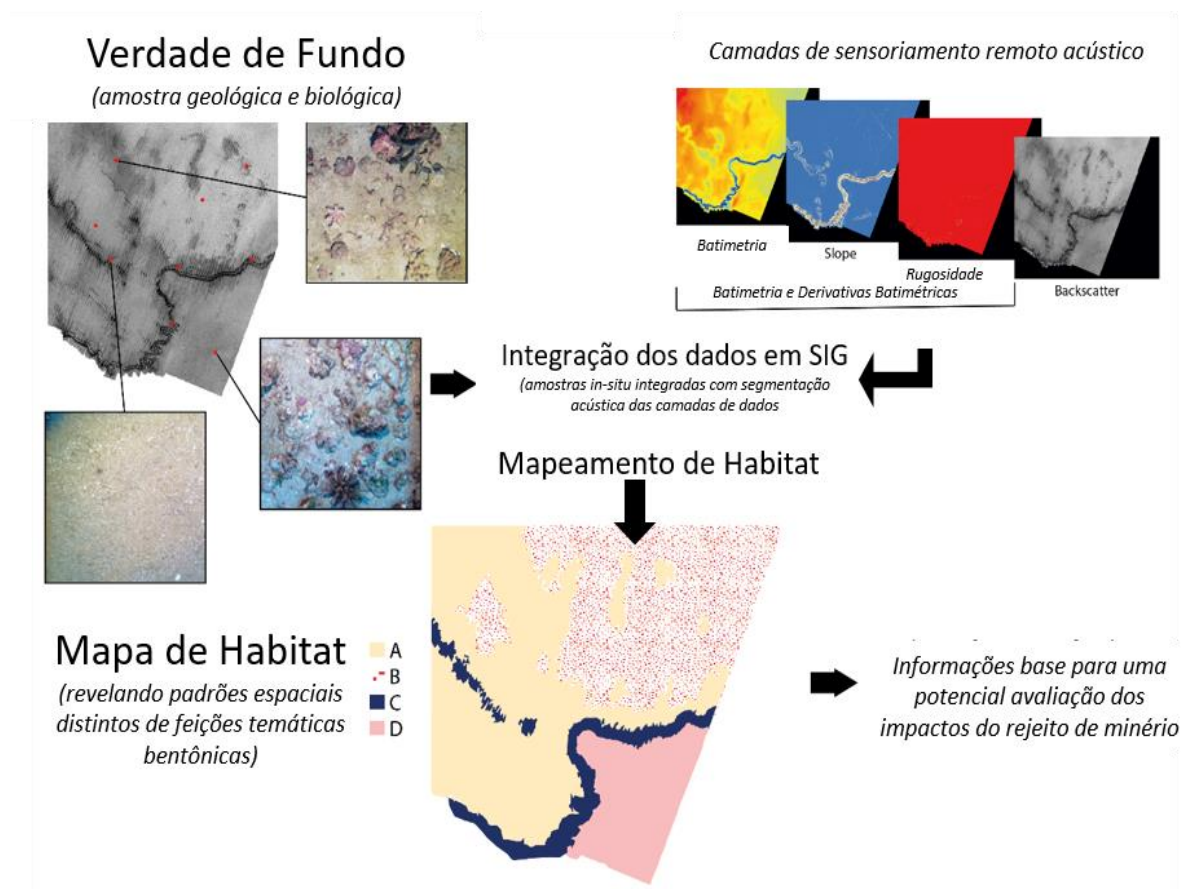 Verdade de Fundo
(amostra geológica e biológica)
Camadas de sensoriamento remoto acústico
Batimetria
Slope
Rugosidade
Batimetria e Derivativas Batimétricas
Backscatter
Integração dos dados em SIG
(amostras in-situ integradas com segmentação
acústica das camadas de dados
Mapeamento de Habitat
Mapa de Habitat
(revelando padrões espaciais
distintos de feições temáticas
bentônicas)
A
B
C
D
Informações base para uma
potencial avaliação dos
impactos do rejeito de minério